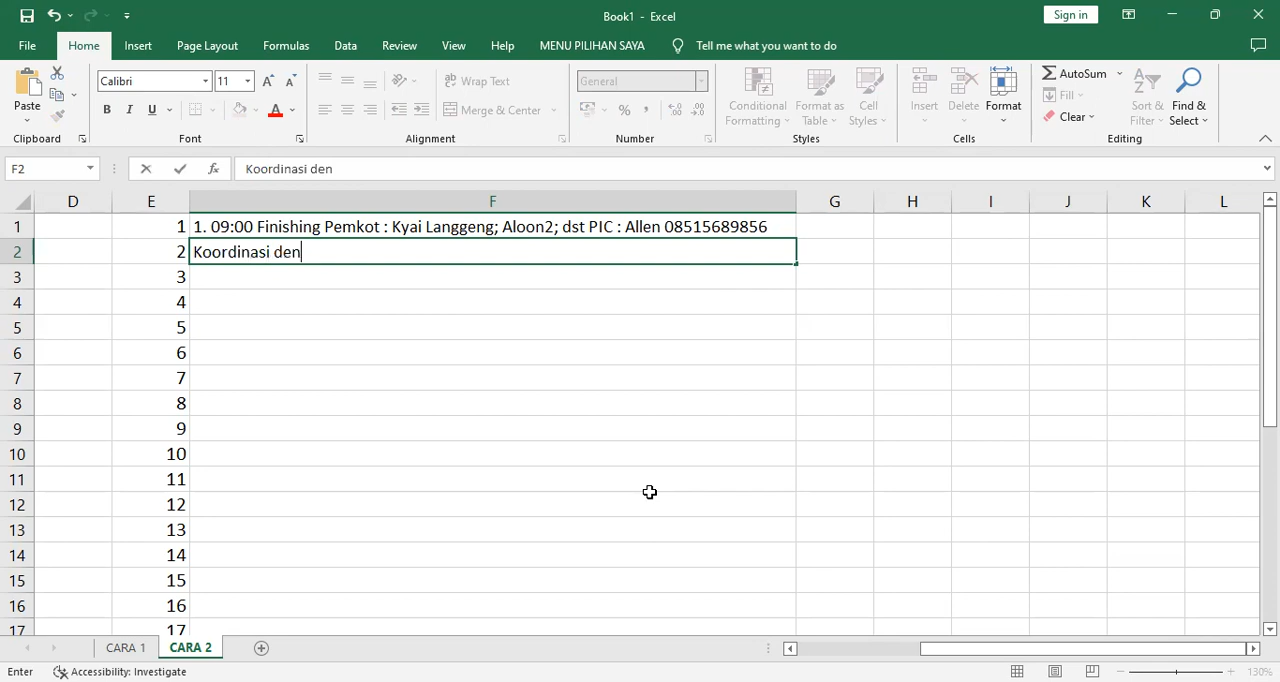 Book1 - Excel
Sign in
File Home Insert Page Layout Formulas Data Review View Help MENU PILIHAN SAYA Tell me what you want to do
Calibri 11 Wrap Text General AutoSum
Fill
Paste B I U Merge & Center % , Conditional Formatting Format as Table Cell Styles Insert Delete Format Clear Sort & Filter Find & Select
Clipboard Font Alignment Number Styles Cells Editing
F2 fx Koordinasi den
D E F G H I J K L
1 1 1. 09:00 Finishing Pemkot : Kyai Langgeng; Aloon2; dst PIC : Allen 08515689856
2 2 Koordinasi den
3 3
4 4
5 5
6 6
7 7
8 8
9 9
10 10
11 11
12 12
13 13
14 14
15 15
16 16
17 17
CARA 1 CARA 2
Enter Accessibility: Investigate 130%